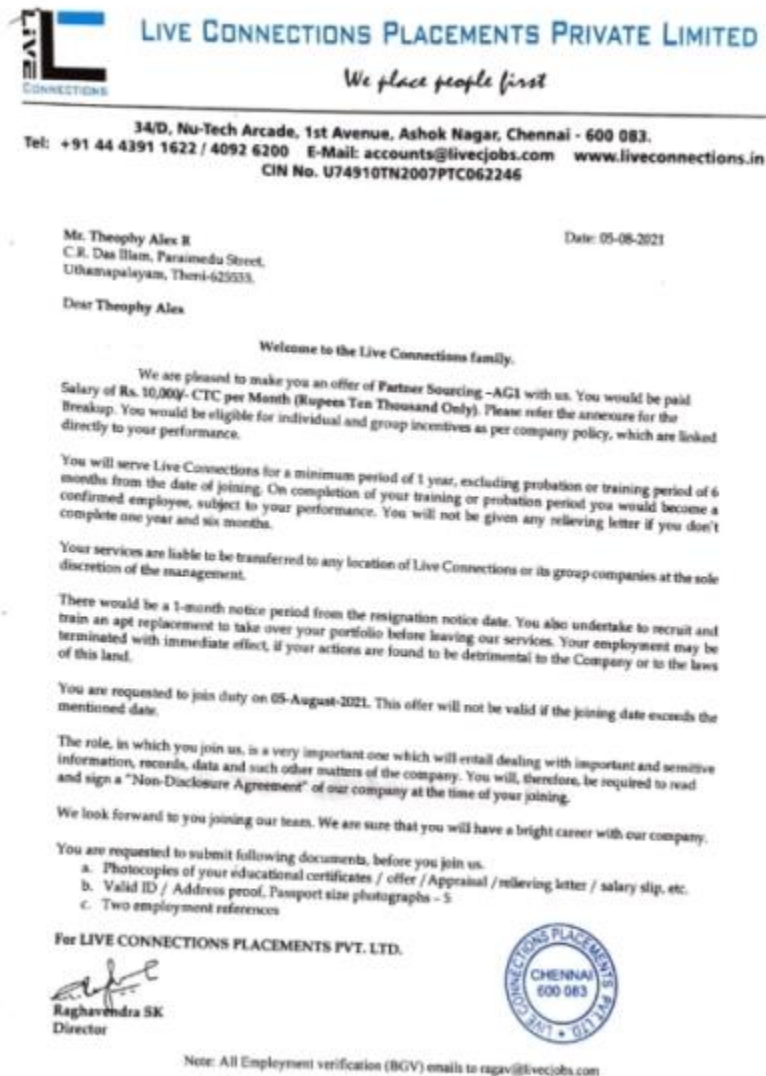 LIVE
CONNECTIONS
LIVE CONNECTIONS PLACEMENTS PRIVATE LIMITED
We place people first
34/D, Nu-Tech Arcade, 1st Avenue, Ashok Nagar, Chennai - 600 083.
Tel: +91 44 4391 1622 / 4092 6200 E-Mail: accounts@livecjobs.com www.liveconnections.in
CIN No. U74910TN2007PTC062246
Mr. Theophy Alex R
Date: 05-08-2021
C.R. Das Illam, Paraimedu Street,
Uthamapalayam, Theni-625533.
Dear Theophy Alex
Welcome to the Live Connections family.
We are pleased to make you an offer of Partner Sourcing –AG1 with us. You would be paid
Salary of Rs. 10,000/- CTC per Month (Rupees Ten Thousand Only). Please refer the annexure for the
Breakup. You would be eligible for individual and group incentives as per company policy, which are linked
directly to your performance.
You will serve Live Connections for a minimum period of 1 year, excluding probation or training period of 6
months from the date of joining. On completion of your training or probation period you would become a
confirmed employee, subject to your performance. You will not be given any relieving letter if you don't
complete one year and six months.
Your services are liable to be transferred to any location of Live Connections or its group companies at the sole
discretion of the management.
There would be a 1-month notice period from the resignation notice date. You also undertake to recruit and
train an apt replacement to take over your portfolio before leaving our services. Your employment may be
terminated with immediate effect, if your actions are found to be detrimental to the Company or to the laws
of this land.
You are requested to join duty on 05-August-2021. This offer will not be valid if the joining date exceeds the
mentioned date.
The role, in which you join us, is a very important one which will entail dealing with important and sensitive
information, records, data and such other matters of the company. You will, therefore, be required to read
and sign a "Non-Disclosure Agreement" of our company at the time of your joining.
We look forward to you joining our team. We are sure that you will have a bright career with our company.
You are requested to submit following documents, before you join us.
a. Photocopies of your educational certificates / offer /Appraisal /relieving letter / salary slip, etc.
b. Valid ID / Address proof, Passport size photographs – 5
c. Two employment references
For LIVE CONNECTIONS PLACEMENTS PVT. LTD.
LIVE CONNECTIONS PLACEMENTS PVT LTD
CHENNAI
600 083
Raghavendra SK
Director
Note: All Employment verification (BGV) emails to ragav@livecjobs.com